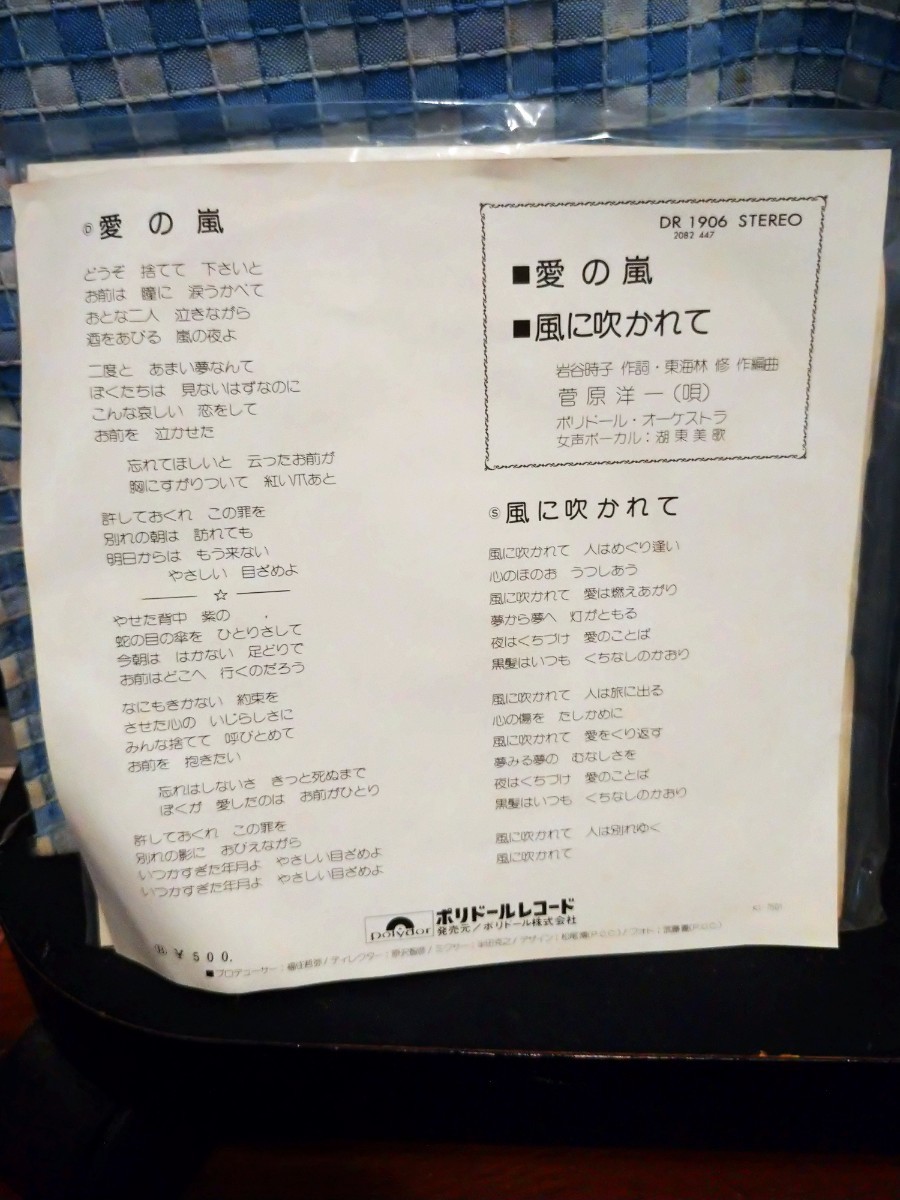 Ⓓ 愛の嵐
どうぞ 捨てて 下さいと
お前は 瞳に 涙うかべて
おとな二人 泣きながら
酒をあびる 嵐の夜よ
二度と あまい夢なんて
ぼくたちは 見ないはずなのに
こんな哀しい 恋をして
お前を 泣かせた
忘れてほしいと 云ったお前が
胸にすがりついて 紅い爪あと
許しておくれ この罪を
別れの朝は 訪れても
明日からは もう来ない
やさしい 目ざめよ
☆
やせた背中 紫の
蛇の目の傘を ひとりさして
今朝は はかない 足どりで
お前はどこへ 行くのだろう
なにもきかない 約束を
させた心の いじらしさに
みんな捨てて 呼びとめて
お前を 抱きたい
忘れはしないさ きっと死ぬまで
ぼくが 愛したのは お前がひとり
許しておくれ この罪を
別れの影に おびえながら
いつかすぎた年月よ やさしい目ざめよ
いつかすぎた年月よ やさしい目ざめよ
DR 1906 STEREO
2082 447
■愛の嵐
■風に吹かれて
岩谷時子 作詞・東海林 修 作編曲
菅原洋一(唄)
ポリドール・オーケストラ
女声ボーカル:湖東美歌
Ⓢ 風に吹かれて
風に吹かれて 人はめぐり逢い
心のほのお うつしあう
風に吹かれて 愛は燃えあがり
夢から夢へ 灯がともる
夜はくちづけ 愛のことば
黒髪はいつも くちなしのかおり
風に吹かれて 人は旅に出る
心の傷を たしかめに
風に吹かれて 愛をくり返す
夢みる夢の むなしさを
夜はくちづけ 愛のことば
黒髪はいつも くちなしのかおり
風に吹かれて 人は別れゆく
風に吹かれて
Polydor
ポリドールレコード
発売元/ポリドール株式会社
(B) ¥500.
■プロデューサー: /ディレクター: /ミクサー: /デザイン: (P.C.C.)/フォト: (P.C.C.)